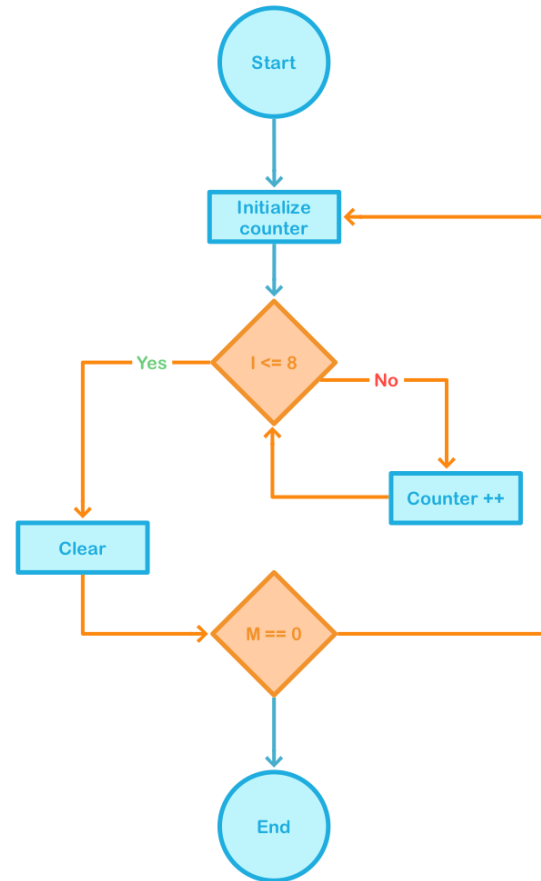 Start
Initialize
counter
I <= 8
Yes
No
Counter ++
Clear
M == 0
End